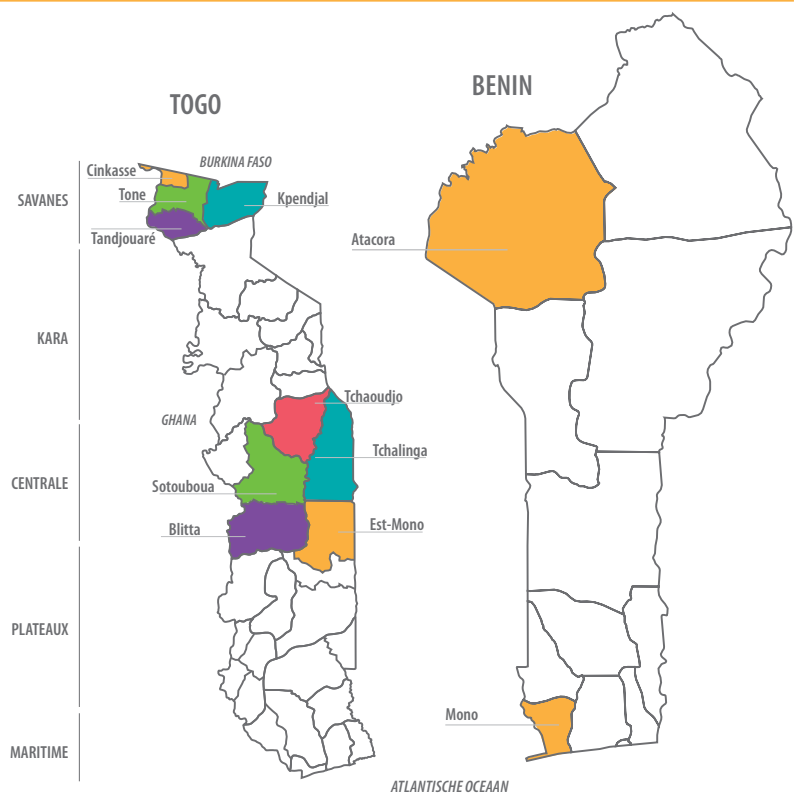 TOGO
BENIN
BURKINA FASO
Cinkasse
SAVANES
Tone
Kpendjal
Tandjouaré
Atacora
KARA
Tchaoudjo
GHANA
Tchalinga
CENTRALE
Sotouboua
Blitta
Est-Mono
PLATEAUX
Mono
MARITIME
ATLANTISCHE OCEAAN